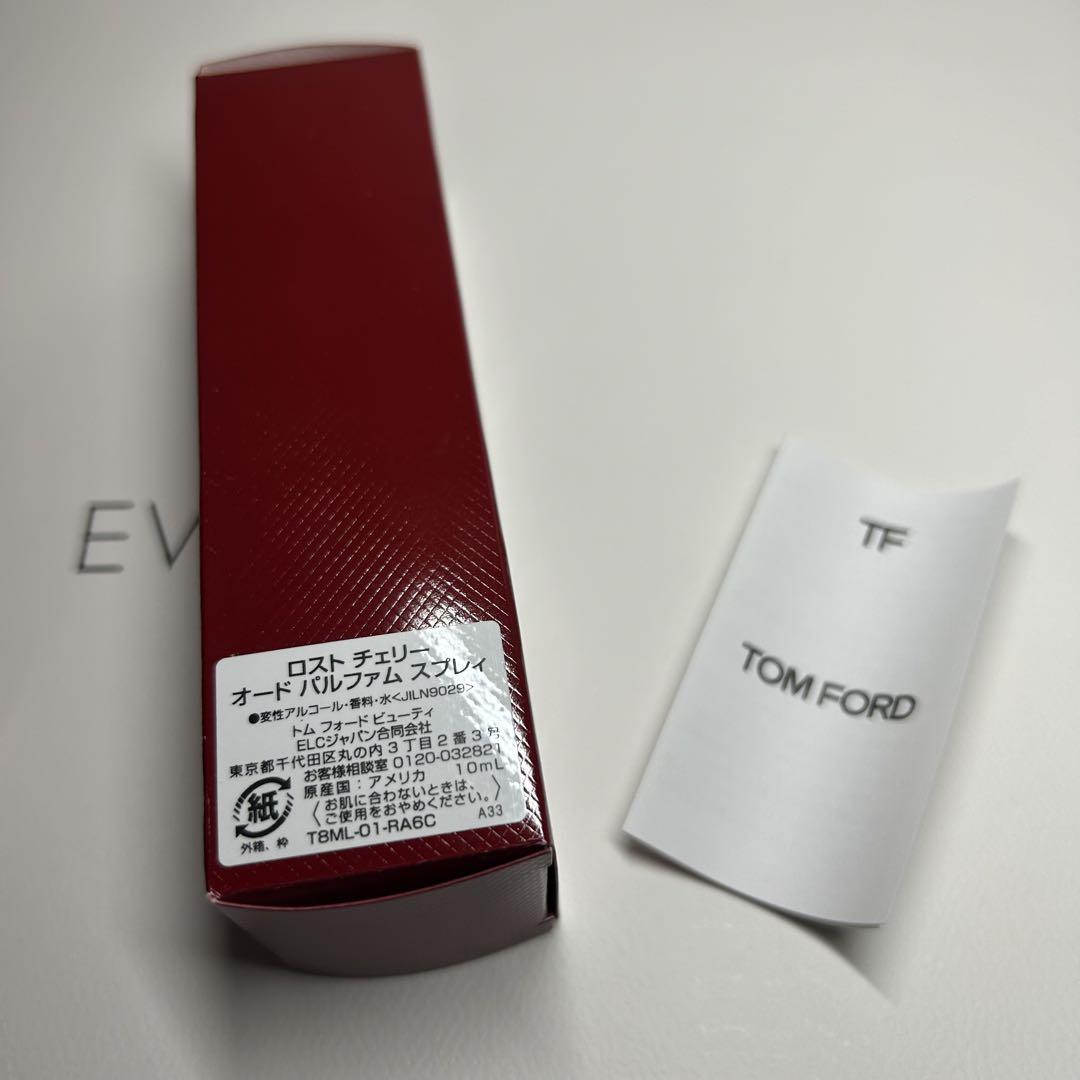 EV
ロスト チェリー
オード パルファム スプレィ
●変性アルコール・香料・水<JILN9029>
トム フォード ビューティ
ELCジャパン合同会社
東京都千代田区丸の内3丁目2番3号
お客様相談室 0120-032821
原産国：アメリカ 10mL
〈お肌に合わないときは、
ご使用をおやめください。〉
紙
外箱、枠 T8ML-01-RA6C A33
TF
TOM FORD